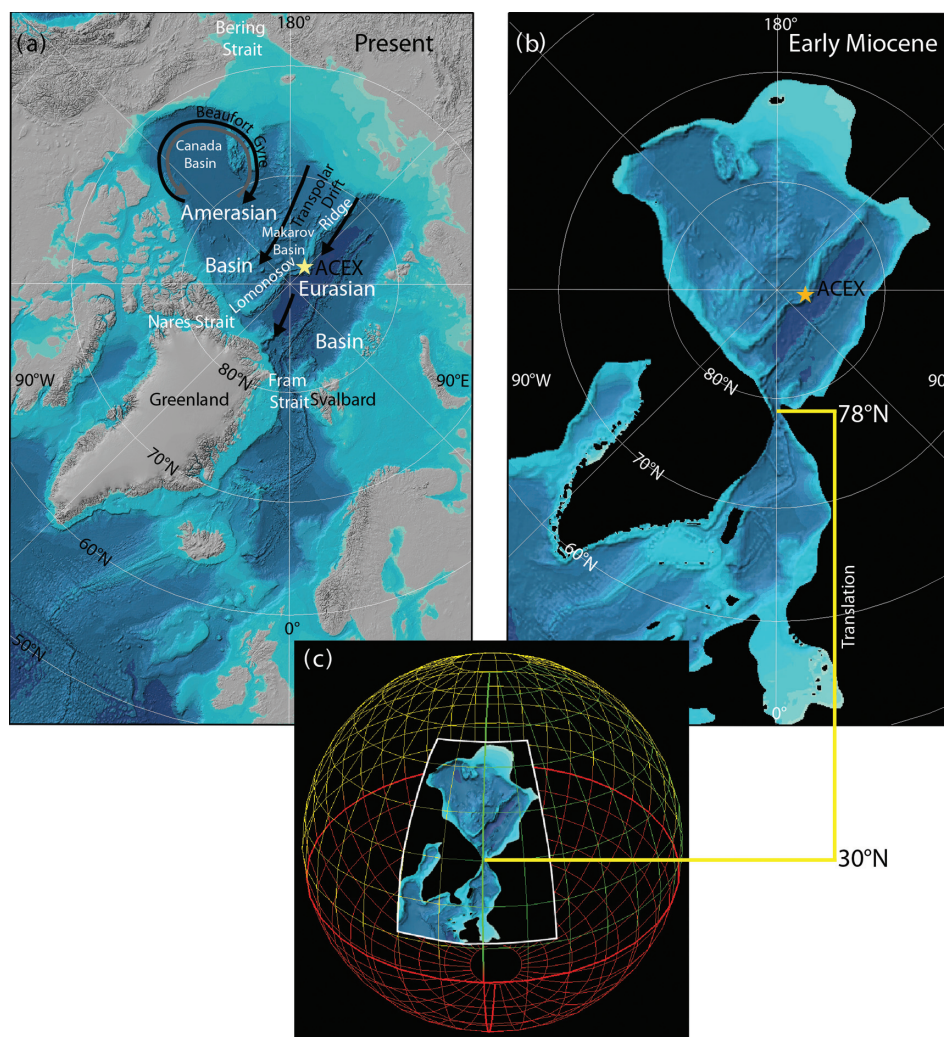 (a)
180°
Present
Bering
Strait
Beaufort Gyre
Canada
Basin
Transpolar
Drift
Amerasian
Ridge
Makarov
Basin
Basin
ACEX
Lomonosov
Eurasian
Nares Strait
Basin
90°W
80°N
90°E
Fram
Strait
Svalbard
Greenland
70°N
60°N
0°
50°N
(b)
180°
Early Miocene
ACEX
90°W
80°N
90°E
78°N
70°N
60°N
Translation
0°
(c)
30°N